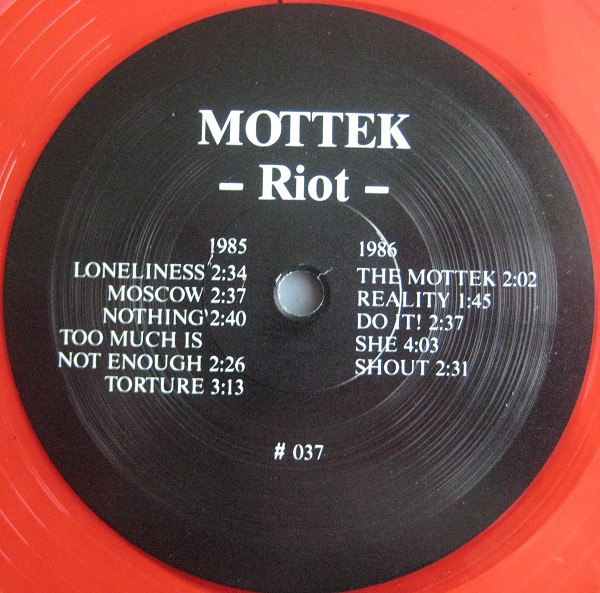 MOTTEK
– Riot –
1985
LONELINESS 2:34
MOSCOW 2:37
NOTHING 2:40
TOO MUCH IS
NOT ENOUGH 2:26
TORTURE 3:13
1986
THE MOTTEK 2:02
REALITY 1:45
DO IT! 2:37
SHE 4:03
SHOUT 2:31
# 037